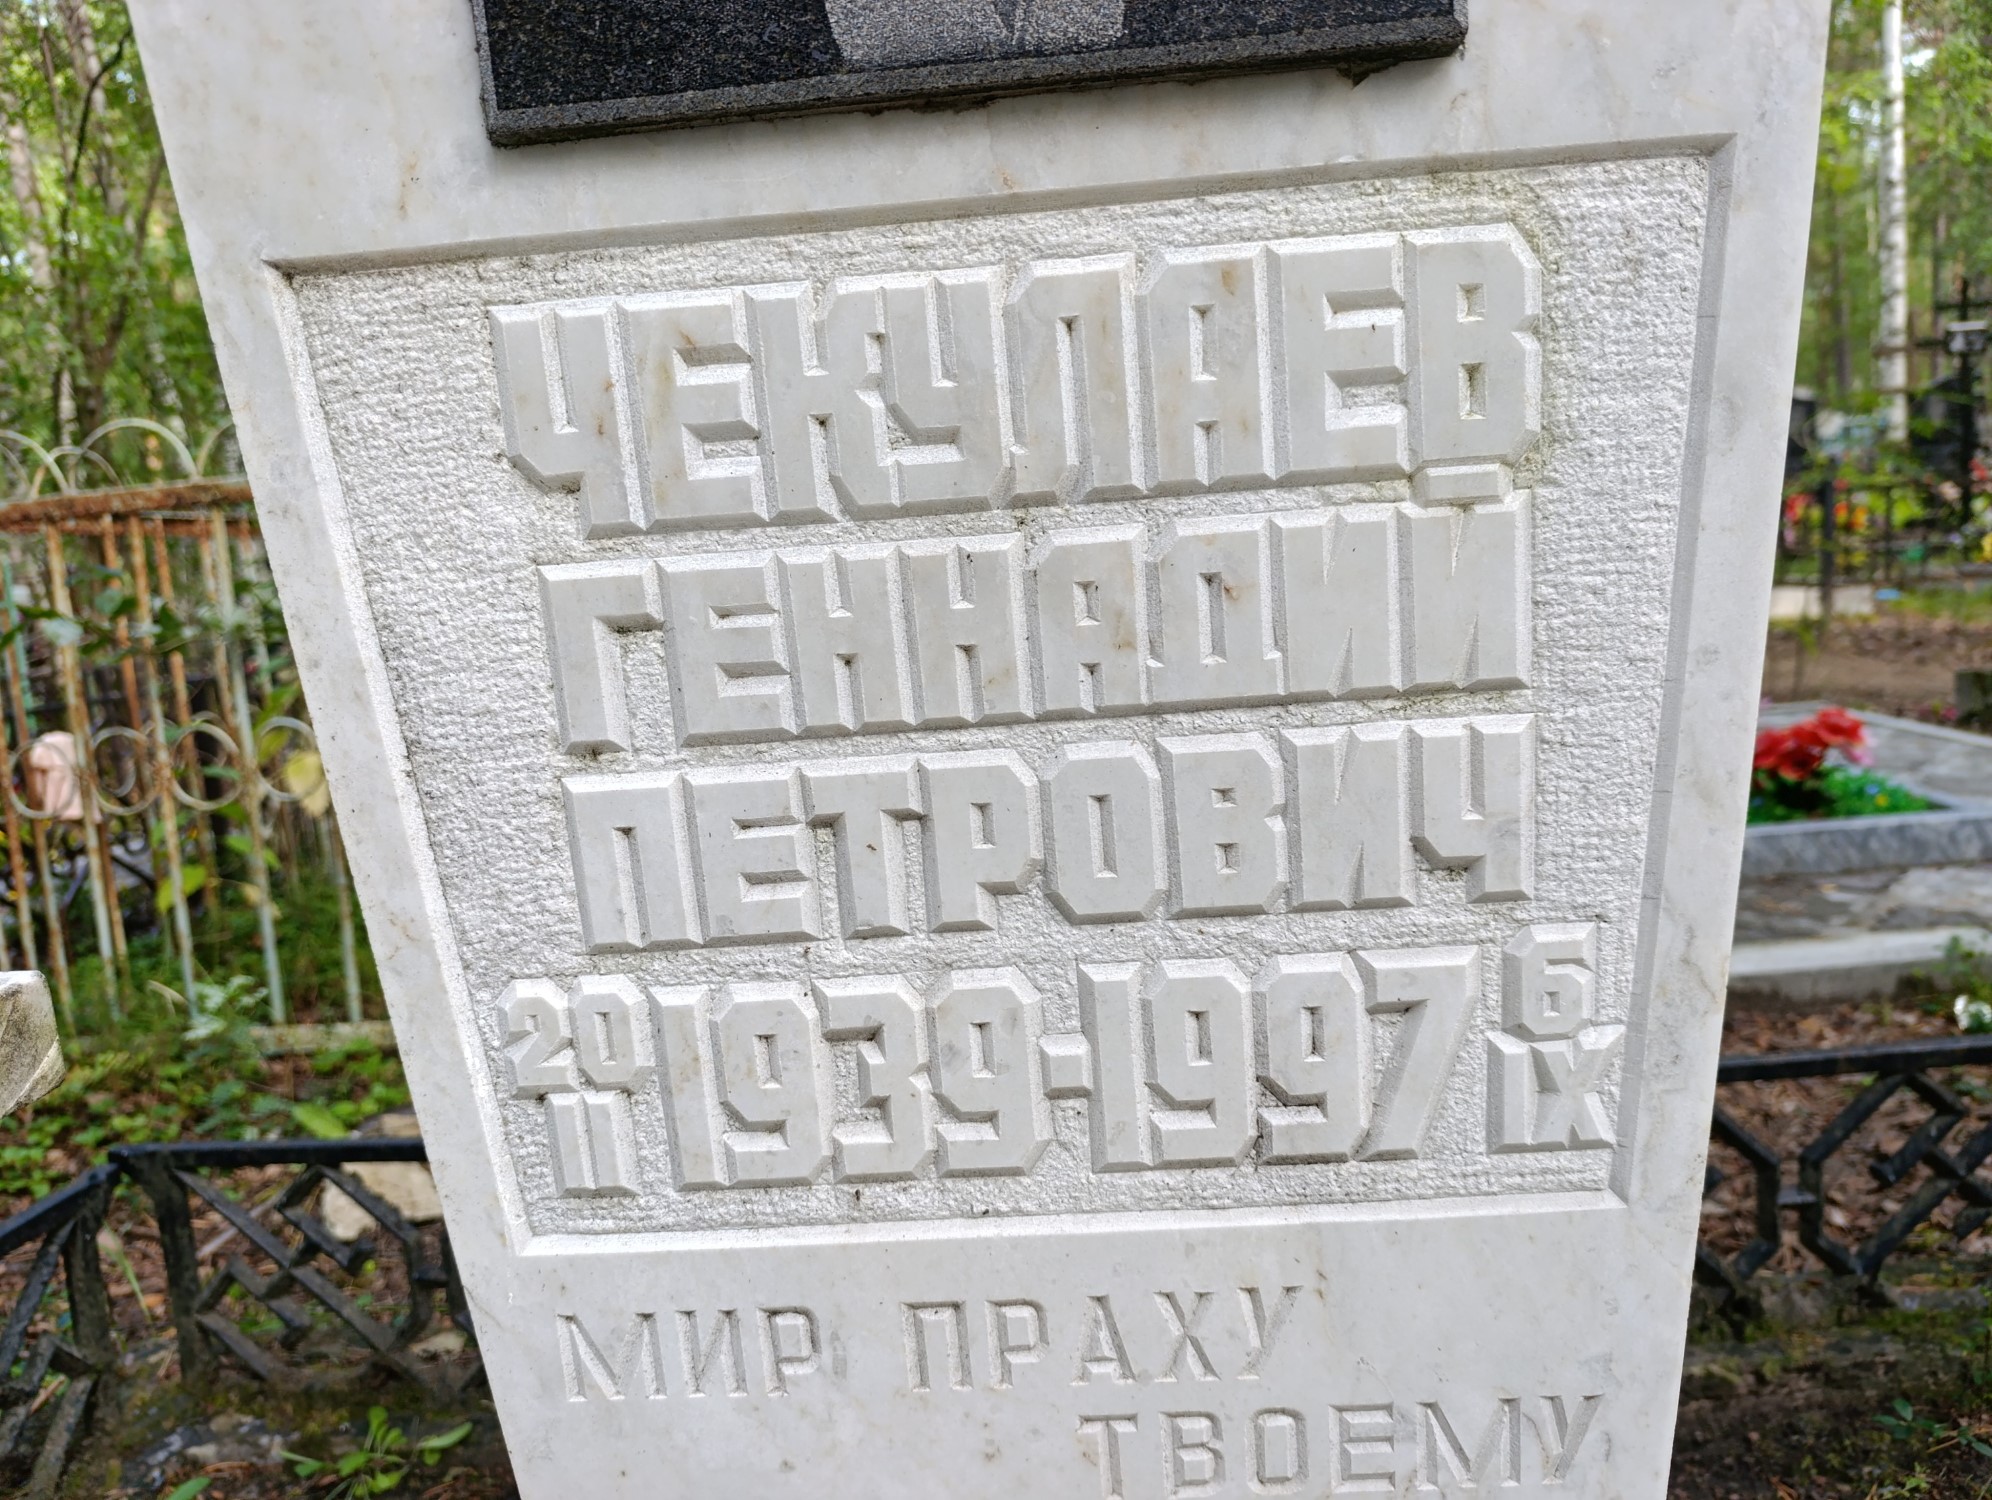 ЧЕКУЛАЕВ
ГЕННАДИЙ
ПЕТРОВИЧ
20 II 1939-1997 6 IX
МИР ПРАХУ
ТВОЕМУ